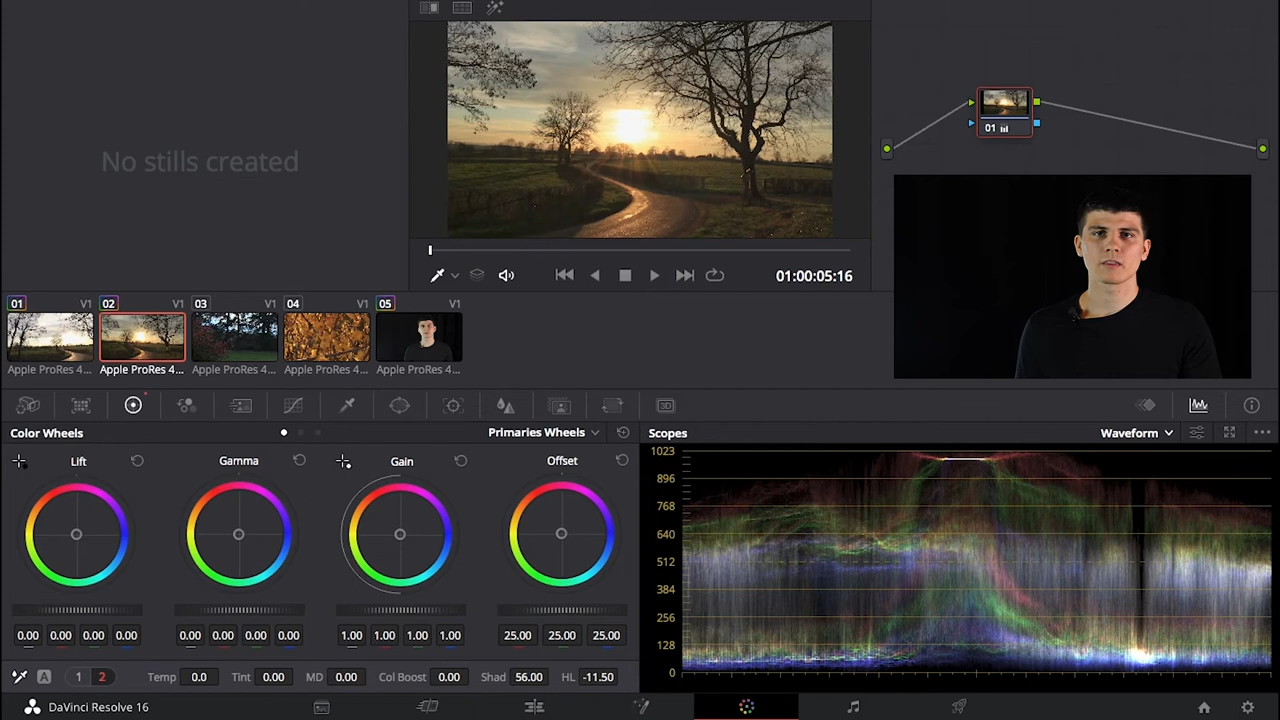 No stills created
01
01:00:05:16
01 V1 02 V1 03 V1 04 V1 05 V1
Apple ProRes 4... Apple ProRes 4... Apple ProRes 4... Apple ProRes 4... Apple ProRes 4...
3D
Color Wheels Primaries Wheels Scopes Waveform
Lift Gamma Gain Offset
1023
896
768
640
512
384
256
128
0
0.00 0.00 0.00 0.00 0.00 0.00 0.00 0.00 1.00 1.00 1.00 1.00 25.00 25.00 25.00
A 1 2 Temp 0.0 Tint 0.00 MD 0.00 Col Boost 0.00 Shad 56.00 HL -11.50
DaVinci Resolve 16